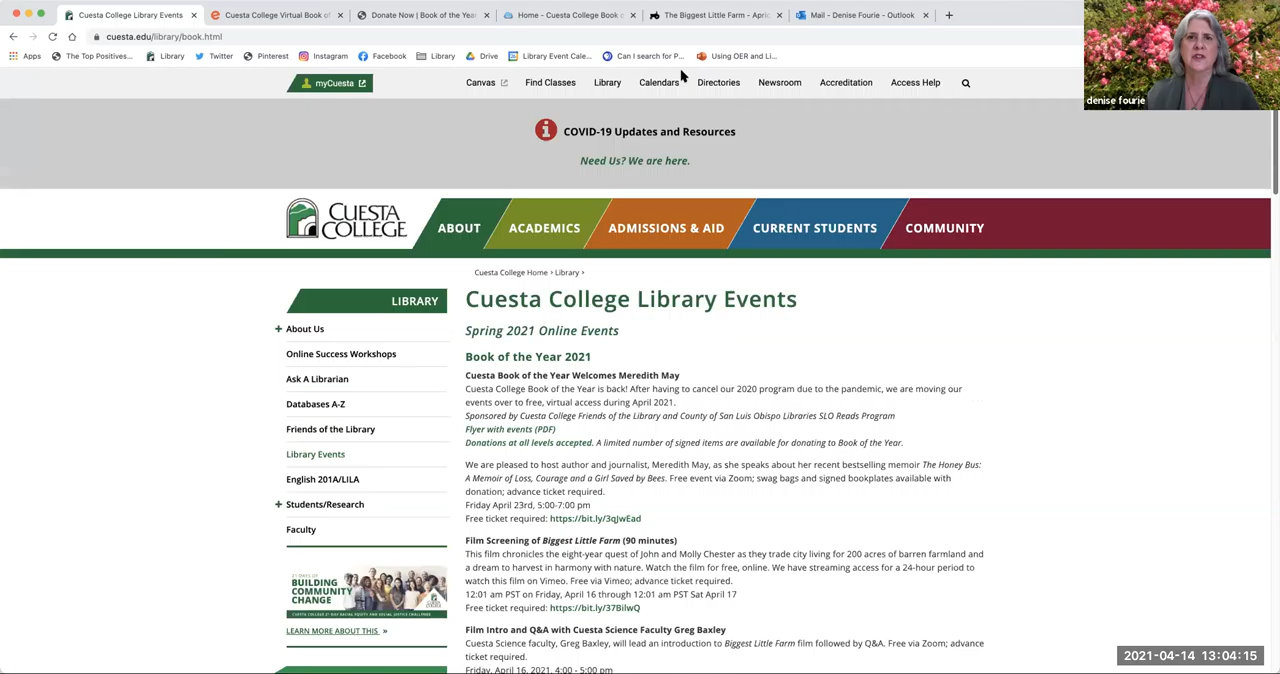 Cuesta College Library Events
Cuesta College Virtual Book of
Donate Now | Book of the Year
Home - Cuesta College Book o
The Biggest Little Farm - Apric
Mail - Denise Fourie - Outlook
cuesta.edu/library/book.html
Apps
The Top Positives...
Library
Twitter
Pinterest
Instagram
Facebook
Library
Drive
Library Event Cale...
Can I search for P...
Using OER and Li...
myCuesta
Canvas
Find Classes
Library
Calendars
Directories
Newsroom
Accreditation
Access Help
denise fourie
COVID-19 Updates and Resources
Need Us? We are here.
CUESTA
COLLEGE
ABOUT
ACADEMICS
ADMISSIONS & AID
CURRENT STUDENTS
COMMUNITY
Cuesta College Home › Library ›
LIBRARY
+ About Us
Online Success Workshops
Ask A Librarian
Databases A-Z
Friends of the Library
Library Events
English 201A/LILA
+ Students/Research
Faculty
BUILDING
COMMUNITY
CHANGE
LEARN MORE ABOUT THIS »
Cuesta College Library Events
Spring 2021 Online Events
Book of the Year 2021
Cuesta Book of the Year Welcomes Meredith May
Cuesta College Book of the Year is back! After having to cancel our 2020 program due to the pandemic, we are moving our
events over to free, virtual access during April 2021.
Sponsored by Cuesta College Friends of the Library and County of San Luis Obispo Libraries SLO Reads Program
Flyer with events (PDF)
Donations at all levels accepted. A limited number of signed items are available for donating to Book of the Year.
We are pleased to host author and journalist, Meredith May, as she speaks about her recent bestselling memoir The Honey Bus:
A Memoir of Loss, Courage and a Girl Saved by Bees. Free event via Zoom; swag bags and signed bookplates available with
donation; advance ticket required.
Friday April 23rd, 5:00-7:00 pm
Free ticket required: https://bit.ly/3qJwEad
Film Screening of Biggest Little Farm (90 minutes)
This film chronicles the eight-year quest of John and Molly Chester as they trade city living for 200 acres of barren farmland and
a dream to harvest in harmony with nature. Watch the film for free, online. We have streaming access for a 24-hour period to
watch this film on Vimeo. Free via Vimeo; advance ticket required.
12:01 am PST on Friday, April 16 through 12:01 am PST Sat April 17
Free ticket required: https://bit.ly/37BilwQ
Film Intro and Q&A with Cuesta Science Faculty Greg Baxley
Cuesta Science faculty, Greg Baxley, will lead an introduction to Biggest Little Farm film followed by Q&A. Free via Zoom; advance
ticket required.
Friday, April 16, 2021, 4:00 - 5:00 pm
2021-04-14 13:04:15